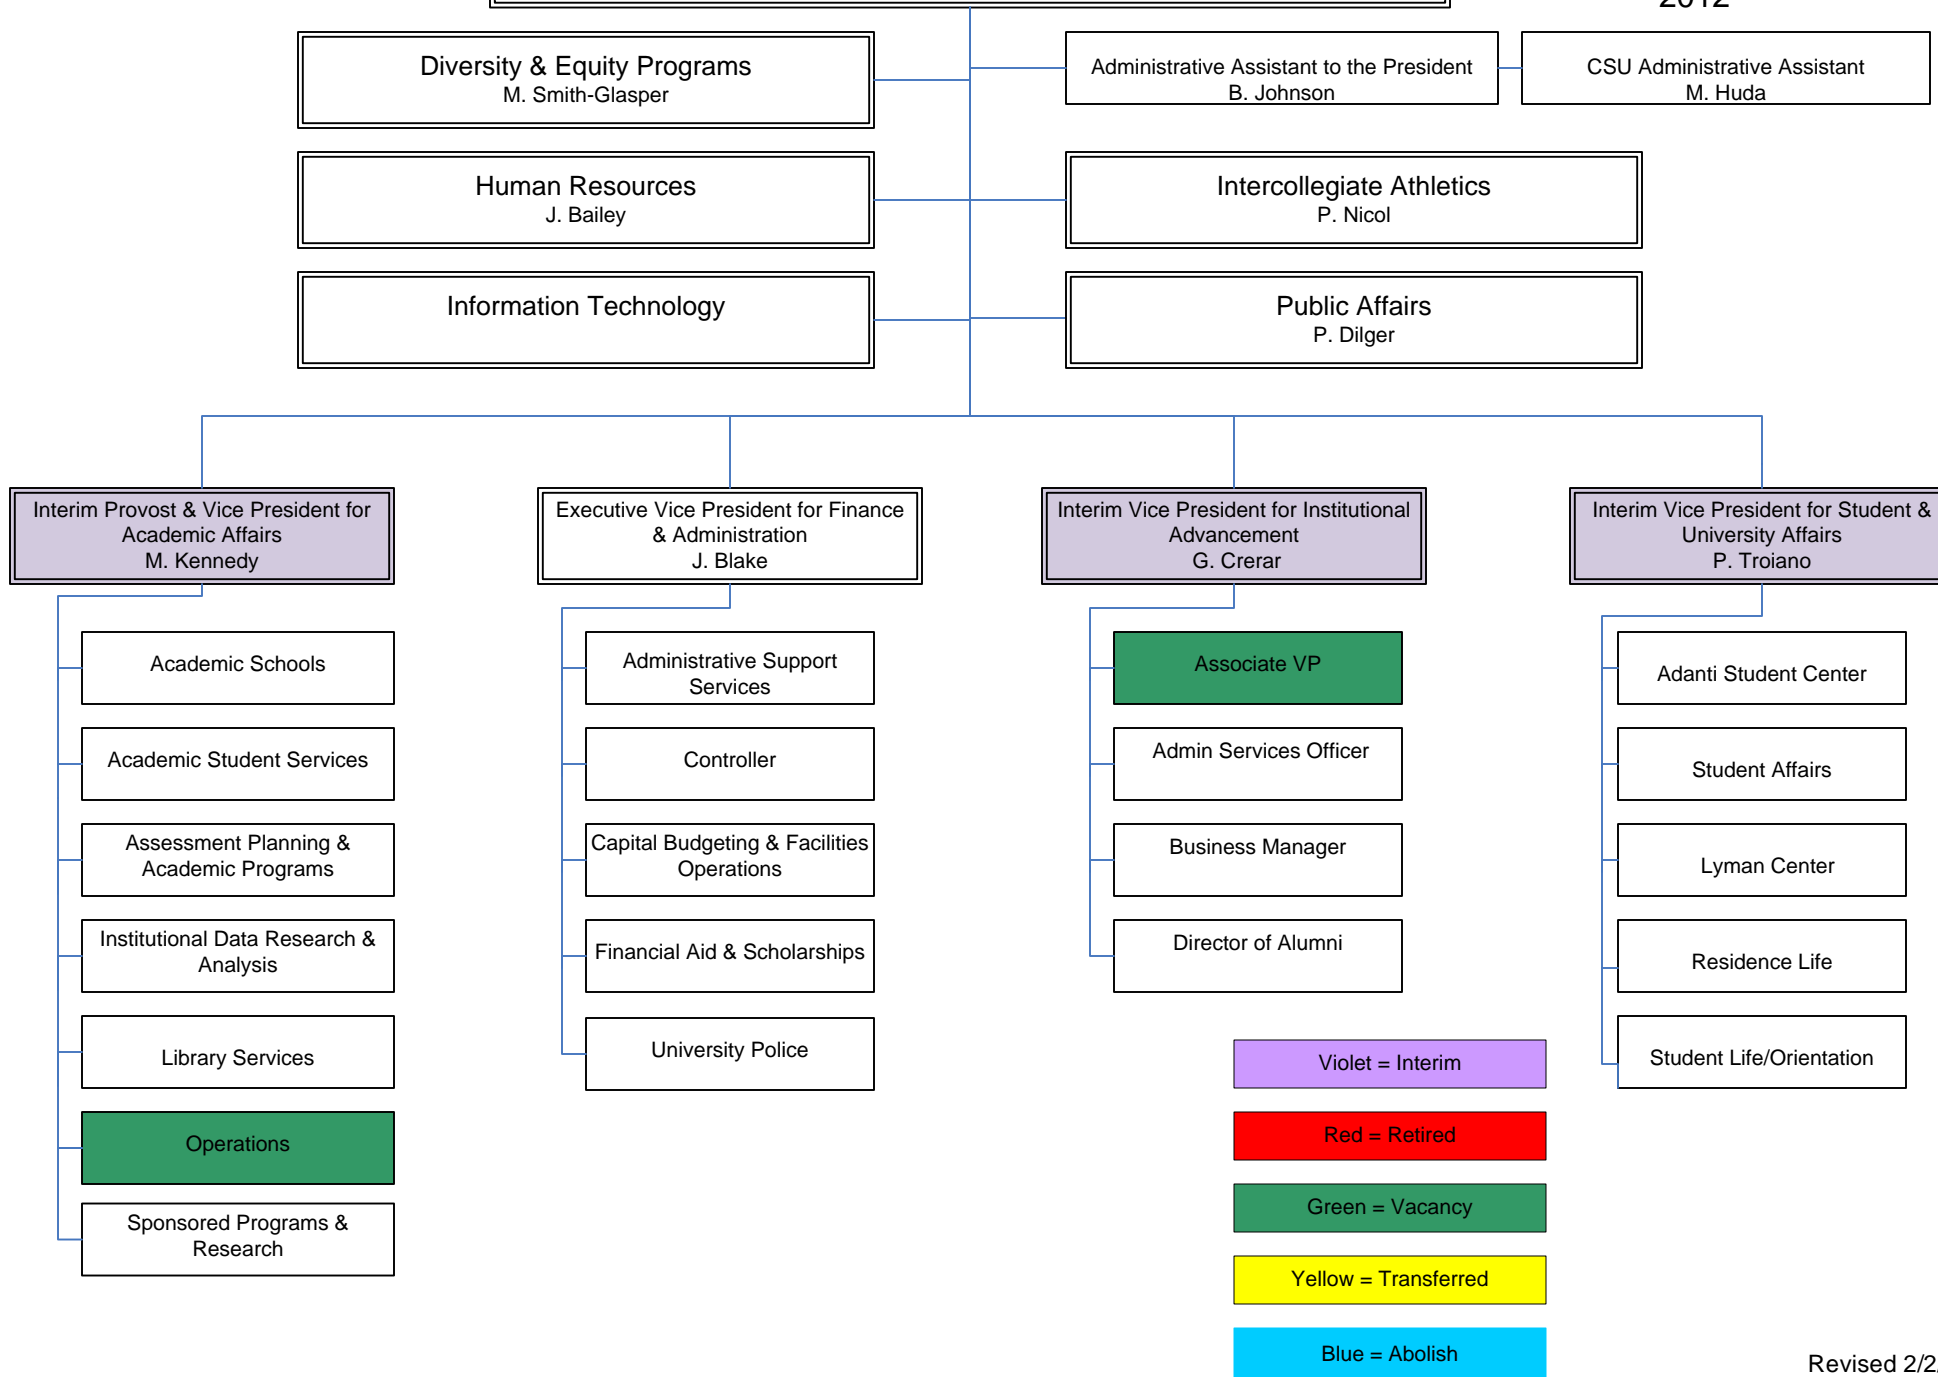 2012
Diversity & Equity Programs
M. Smith-Glasper
Administrative Assistant to the President
B. Johnson
CSU Administrative Assistant
M. Huda
Human Resources
J. Bailey
Intercollegiate Athletics
P. Nicol
Information Technology
Public Affairs
P. Dilger
Interim Provost & Vice President for
Academic Affairs
M. Kennedy
Executive Vice President for Finance
& Administration
J. Blake
Interim Vice President for Institutional
Advancement
G. Crerar
Interim Vice President for Student &
University Affairs
P. Troiano
Academic Schools
Academic Student Services
Assessment Planning &
Academic Programs
Institutional Data Research &
Analysis
Library Services
Operations
Sponsored Programs &
Research
Administrative Support
Services
Controller
Capital Budgeting & Facilities
Operations
Financial Aid & Scholarships
University Police
Associate VP
Admin Services Officer
Business Manager
Director of Alumni
Adanti Student Center
Student Affairs
Lyman Center
Residence Life
Student Life/Orientation
Violet = Interim
Red = Retired
Green = Vacancy
Yellow = Transferred
Blue = Abolish
Revised 2/2